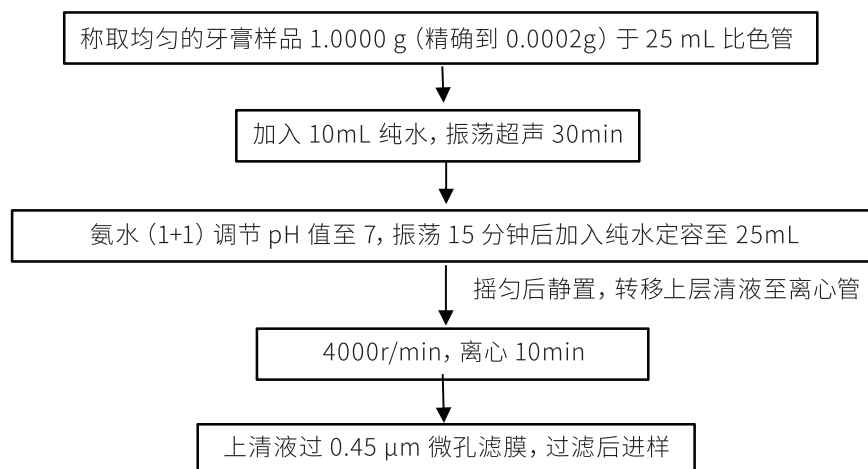 称取均匀的牙膏样品 1.0000 g（精确到 0.0002g）于 25 mL 比色管
加入 10mL 纯水，振荡超声 30min
氨水（1+1）调节 pH 值至 7，振荡 15 分钟后加入纯水定容至 25mL
摇匀后静置，转移上层清液至离心管
4000r/min，离心 10min
上清液过 0.45 μm 微孔滤膜，过滤后进样